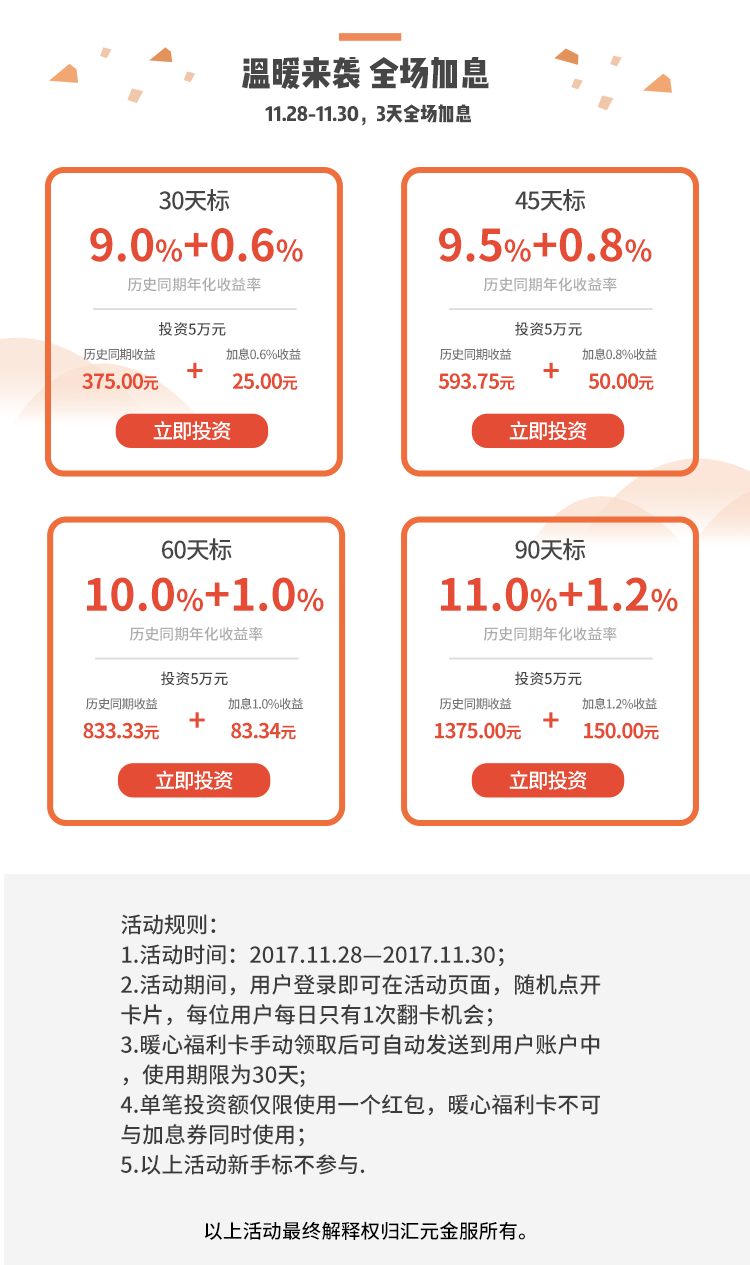 温暖来袭 全场加息
11.28-11.30，3天全场加息
30天标
9.0%+0.6%
历史同期年化收益率
投资5万元
历史同期收益
加息0.6%收益
375.00元
+
25.00元
立即投资
45天标
9.5%+0.8%
历史同期年化收益率
投资5万元
历史同期收益
加息0.8%收益
593.75元
+
50.00元
立即投资
60天标
10.0%+1.0%
历史同期年化收益率
投资5万元
历史同期收益
加息1.0%收益
833.33元
+
83.34元
立即投资
90天标
11.0%+1.2%
历史同期年化收益率
投资5万元
历史同期收益
加息1.2%收益
1375.00元
+
150.00元
立即投资
活动规则：
1.活动时间：2017.11.28—2017.11.30；
2.活动期间，用户登录即可在活动页面，随机点开
卡片，每位用户每日只有1次翻卡机会；
3.暖心福利卡手动领取后可自动发送到用户账户中
，使用期限为30天;
4.单笔投资额仅限使用一个红包，暖心福利卡不可
与加息券同时使用；
5.以上活动新手标不参与.
以上活动最终解释权归汇元金服所有。